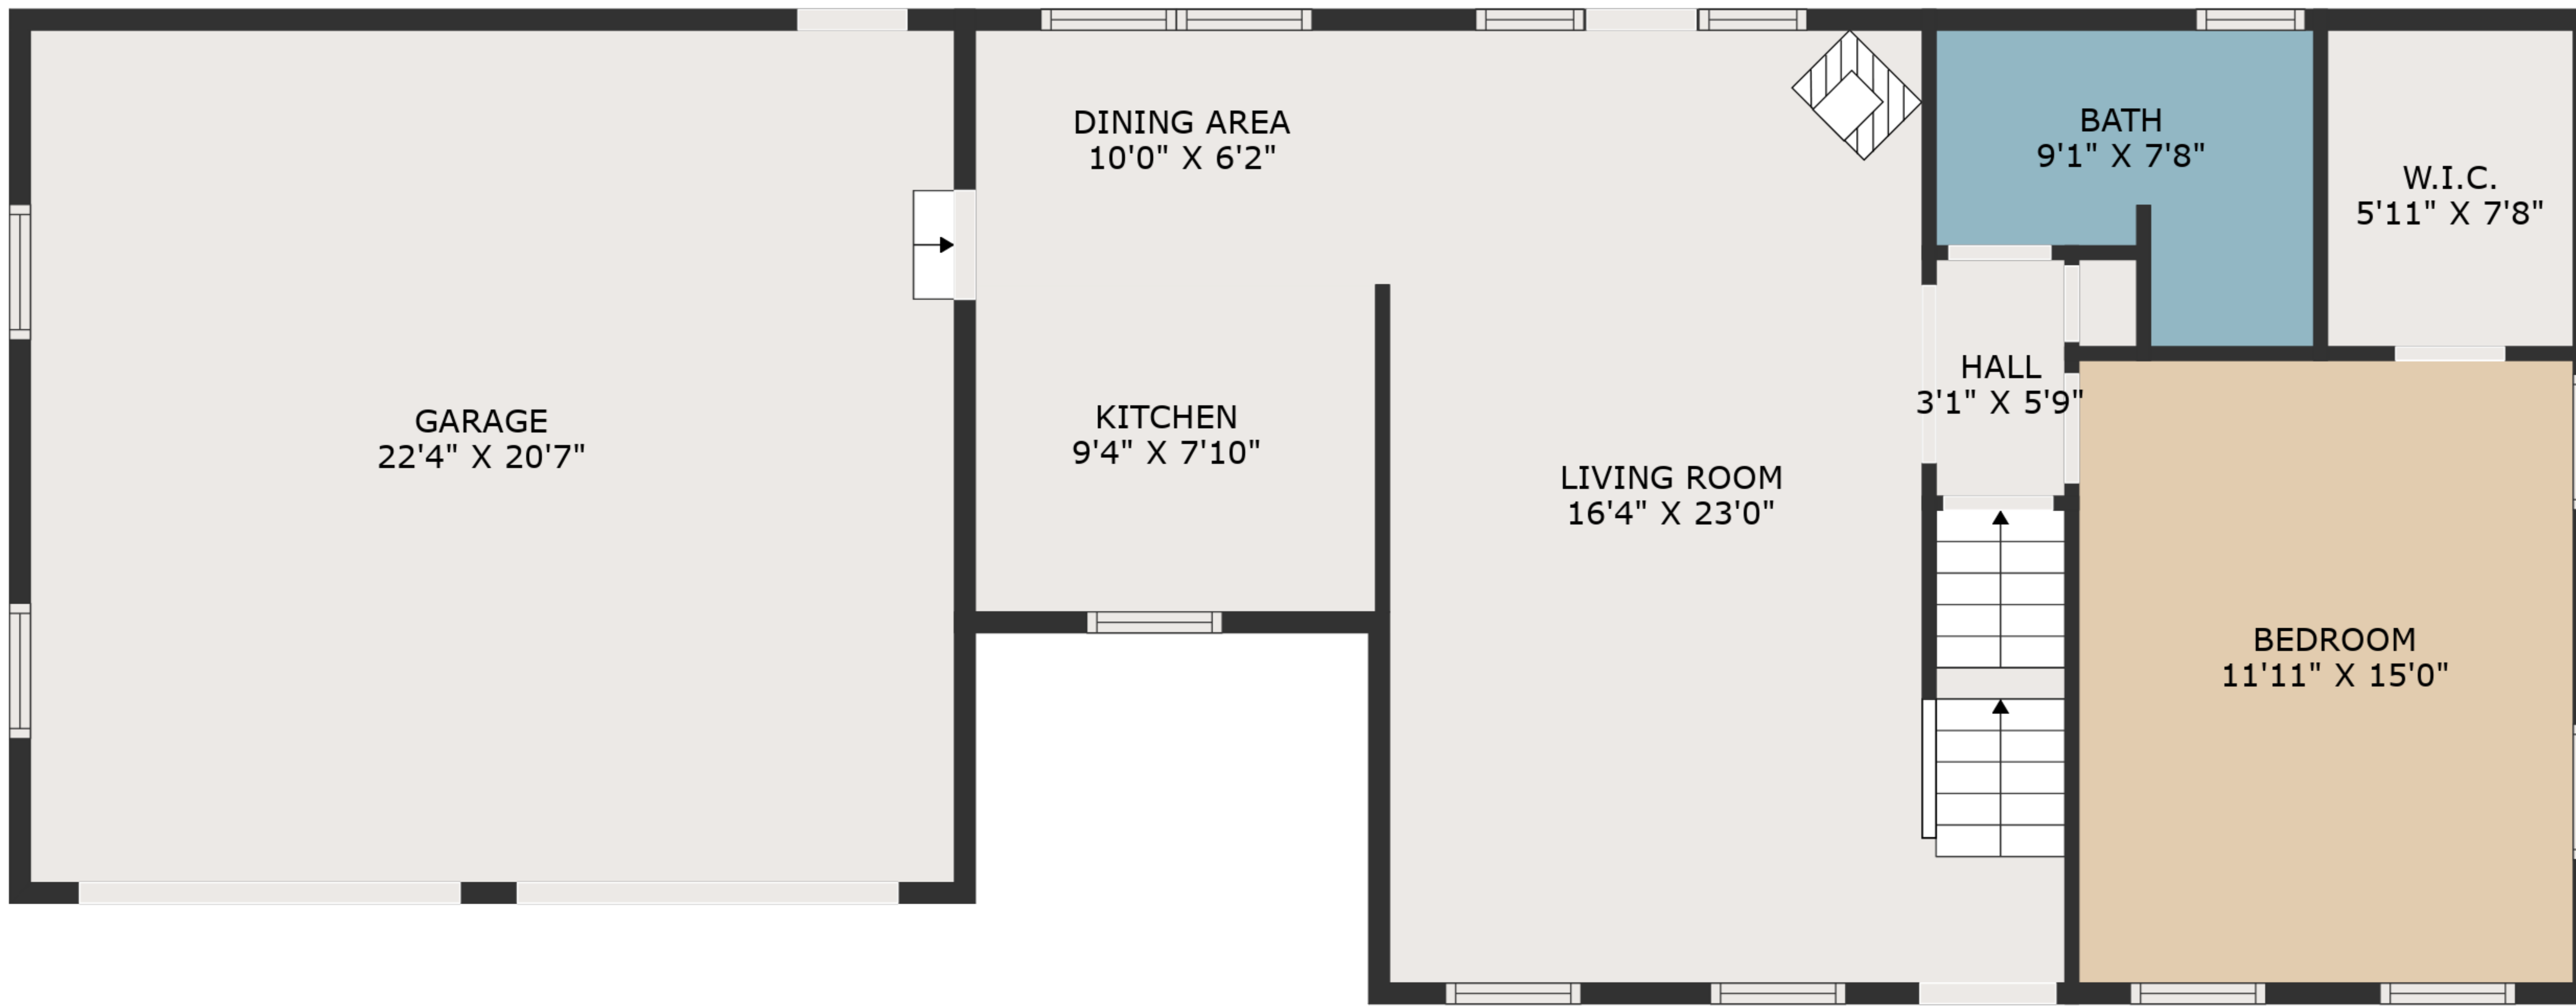 DINING AREA
10'0" X 6'2"
BATH
9'1" X 7'8"
W.I.C.
5'11" X 7'8"
GARAGE
22'4" X 20'7"
KITCHEN
9'4" X 7'10"
HALL
3'1" X 5'9"
LIVING ROOM
16'4" X 23'0"
BEDROOM
11'11" X 15'0"